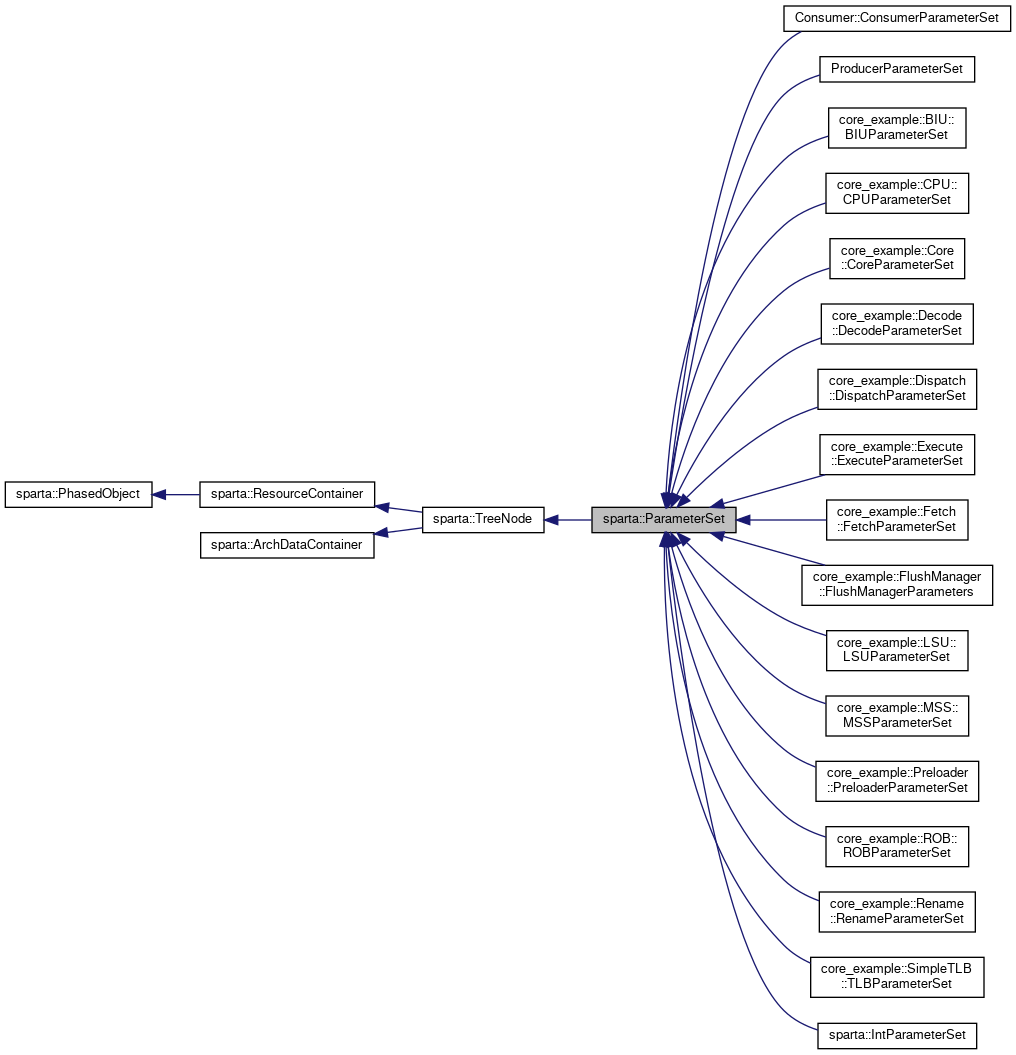 Consumer::ConsumerParameterSet
ProducerParameterSet
core_example::BIU::
BIUParameterSet
core_example::CPU::
CPUParameterSet
core_example::Core
::CoreParameterSet
core_example::Decode
::DecodeParameterSet
core_example::Dispatch
::DispatchParameterSet
core_example::Execute
::ExecuteParameterSet
sparta::PhasedObject
sparta::ResourceContainer
sparta::ArchDataContainer
sparta::TreeNode
sparta::ParameterSet
core_example::Fetch
::FetchParameterSet
core_example::FlushManager
::FlushManagerParameters
core_example::LSU::
LSUParameterSet
core_example::MSS::
MSSParameterSet
core_example::Preloader
::PreloaderParameterSet
core_example::ROB::
ROBParameterSet
core_example::Rename
::RenameParameterSet
core_example::SimpleTLB
::TLBParameterSet
sparta::IntParameterSet